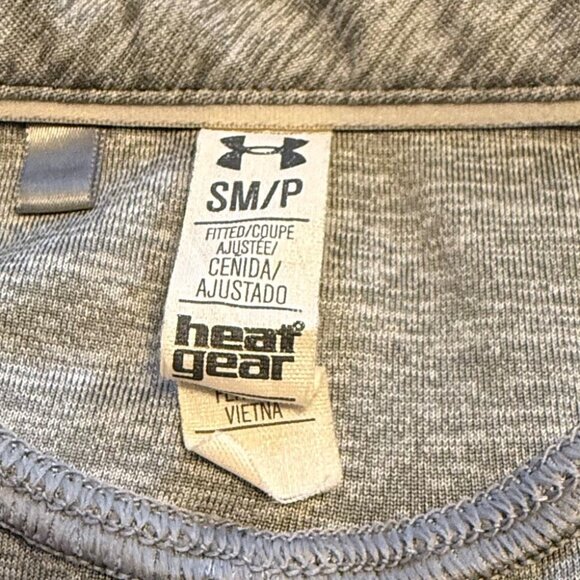 SM/P
FITTED/COUPE
AJUSTÉE/
CEÑIDA/
AJUSTADO
heat
gear
VIETNA